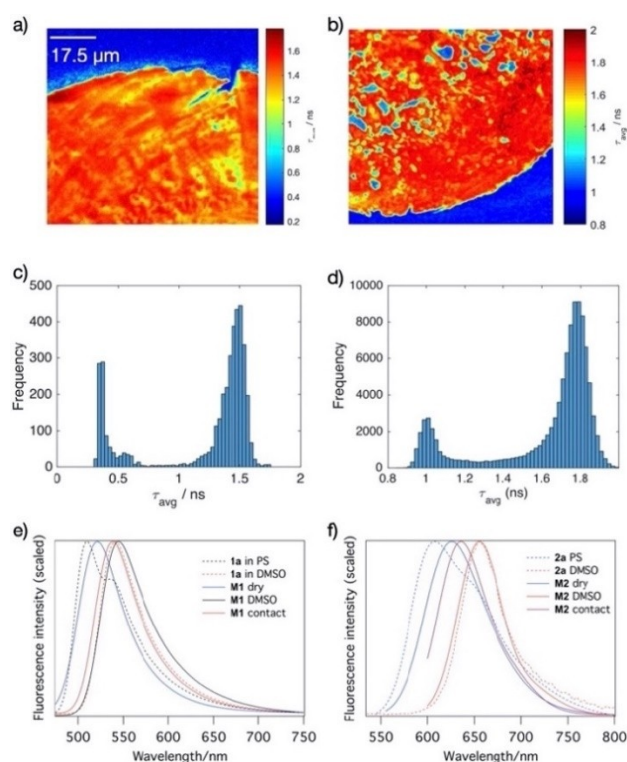 a)
17.5 μm
1.6
1.4
1.2
1
0.8
0.6
0.4
0.2
/ ns
b)
2
1.8
1.6
1.4
1.2
1
0.8
τavg / ns
c)
500
400
300
200
100
0
Frequency
0 0.5 1 1.5 2
τavg / ns
d)
10000
8000
6000
4000
2000
0
Frequency
0.8 1 1.2 1.4 1.6 1.8
τavg (ns)
e)
Fluorescence intensity (scaled)
1a in PS
1a in DMSO
M1 dry
M1 DMSO
M1 contact
500 550 600 650 700 750
Wavelength/nm
f)
Fluorescence intensity (scaled)
2a PS
2a DMSO
M2 dry
M2 DMSO
M2 contact
550 600 650 700 750 800
Wavelength/nm